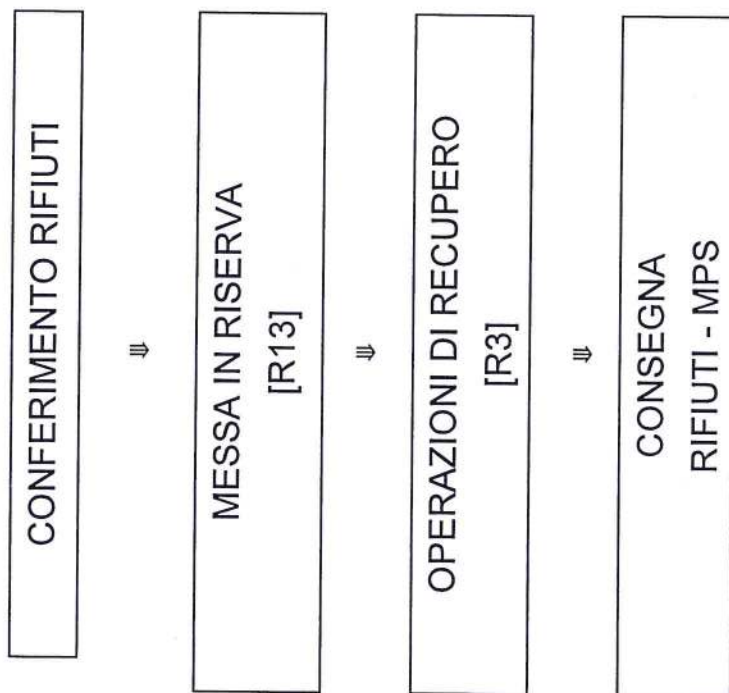 CONFERIMENTO RIFIUTI
⤋
MESSA IN RISERVA
[R13]
⤋
OPERAZIONI DI RECUPERO
[R3]
⤋
CONSEGNA
RIFIUTI - MPS